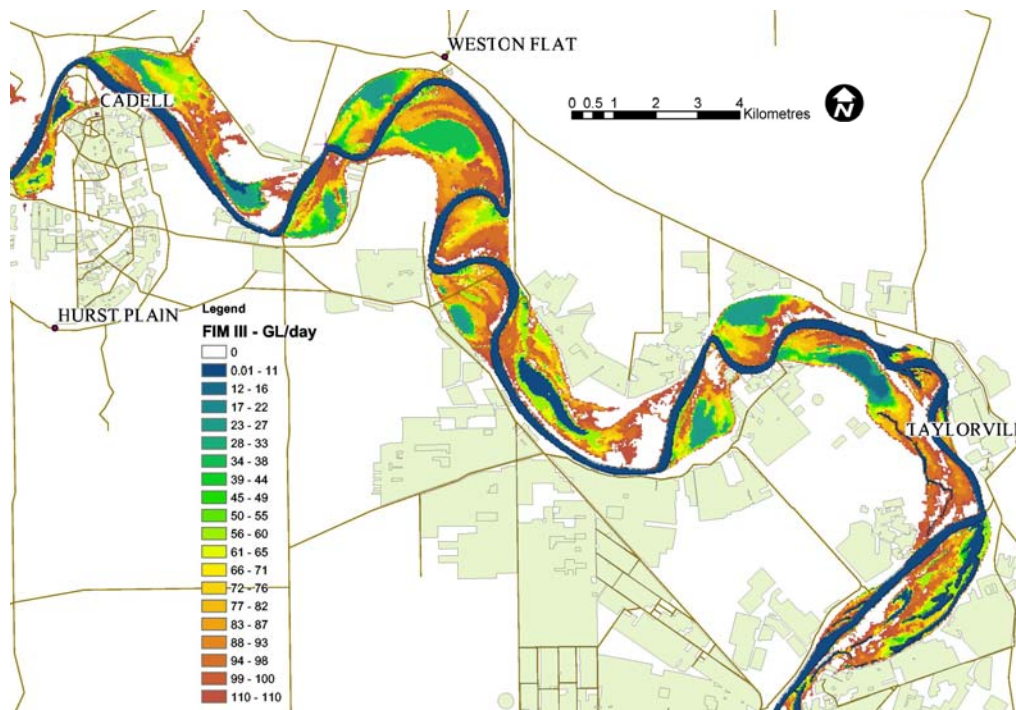 WESTON FLAT
CADELL
0 0.5 1 2 3 4
Kilometres
N
HURST PLAIN
TAYLORVIL
Legend
FIM III - GL/day
0
0.01 - 11
12 - 16
17 - 22
23 - 27
28 - 33
34 - 38
39 - 44
45 - 49
50 - 55
56 - 60
61 - 65
66 - 71
72 - 76
77 - 82
83 - 87
88 - 93
94 - 98
99 - 100
110 - 110